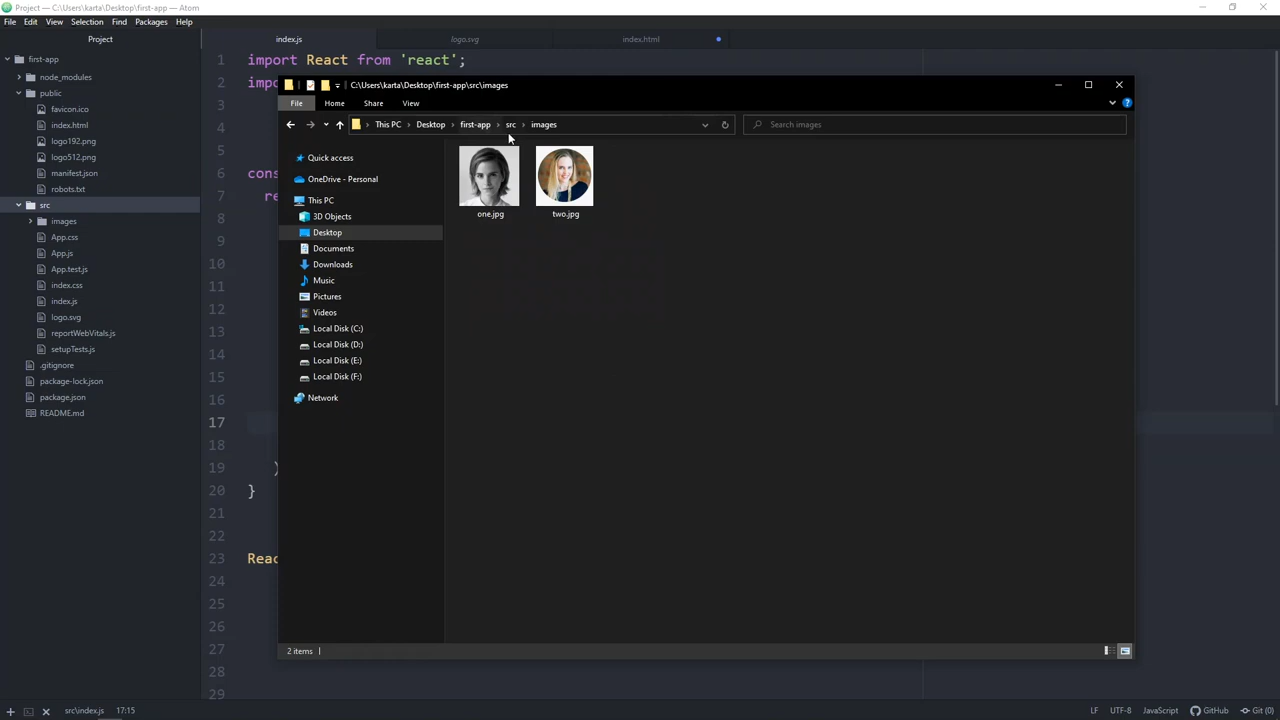 Project — C:\Users\karta\Desktop\first-app — Atom
File Edit View Selection Find Packages Help
Project
index.js
logo.svg
index.html
first-app
node_modules
public
favicon.ico
index.html
logo192.png
logo512.png
manifest.json
robots.txt
src
images
App.css
App.js
App.test.js
index.css
index.js
logo.svg
reportWebVitals.js
setupTests.js
.gitignore
package-lock.json
package.json
README.md
1 import React from 'react';
2 impo
3
4
5
6 cons
7 re
8
9
10
11
12
13
14
15
16
17
18
19 )
20 }
21
22
23 Reac
24
25
26
27
28
29
C:\Users\karta\Desktop\first-app\src\images
File Home Share View
This PC Desktop first-app src images
Search images
Quick access
OneDrive - Personal
This PC
3D Objects
Desktop
Documents
Downloads
Music
Pictures
Videos
Local Disk (C:)
Local Disk (D:)
Local Disk (E:)
Local Disk (F:)
Network
one.jpg
two.jpg
2 items
src\index.js 17:15
LF UTF-8 JavaScript GitHub Git (0)